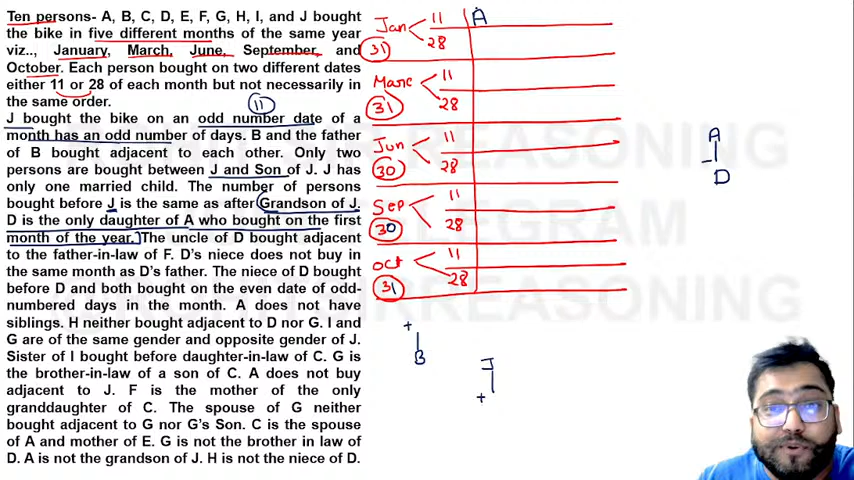 Ten persons- A, B, C, D, E, F, G, H, I, and J bought
the bike in five different months of the same year
viz.., January, March, June, September, and
October. Each person bought on two different dates
either 11 or 28 of each month but not necessarily in
the same order.
11
J bought the bike on an odd number date of a
month has an odd number of days. B and the father
of B bought adjacent to each other. Only two
persons are bought between J and Son of J. J has
only one married child. The number of persons
bought before J is the same as after Grandson of J.
D is the only daughter of A who bought on the first
month of the year. The uncle of D bought adjacent
to the father-in-law of F. D's niece does not buy in
the same month as D's father. The niece of D bought
before D and both bought on the even date of odd-
numbered days in the month. A does not have
siblings. H neither bought adjacent to D nor G. I and
G are of the same gender and opposite gender of J.
Sister of I bought before daughter-in-law of C. G is
the brother-in-law of a son of C. A does not buy
adjacent to J. F is the mother of the only
granddaughter of C. The spouse of G neither
bought adjacent to G nor G's Son. C is the spouse
of A and mother of E. G is not the brother in law of
D. A is not the grandson of J. H is not the niece of D.
Jan 11 A
31 28
Marc 11
31 28
Jun 11
30 28
Sep 11
30 28
Oct 11
31 28
+
B
J
+
A
- D
REASONING
TELEGRAM